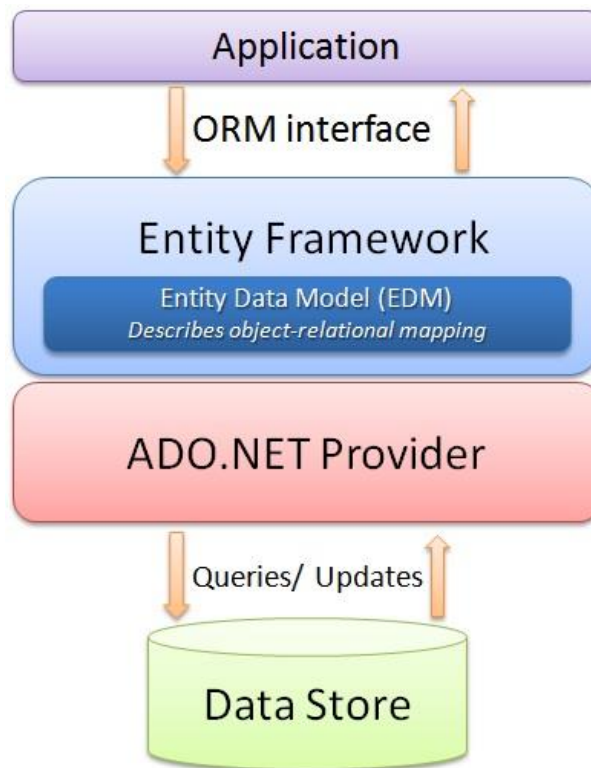 Application
ORM interface
Entity Framework
Entity Data Model (EDM)
Describes object-relational mapping
ADO.NET Provider
Queries/ Updates
Data Store